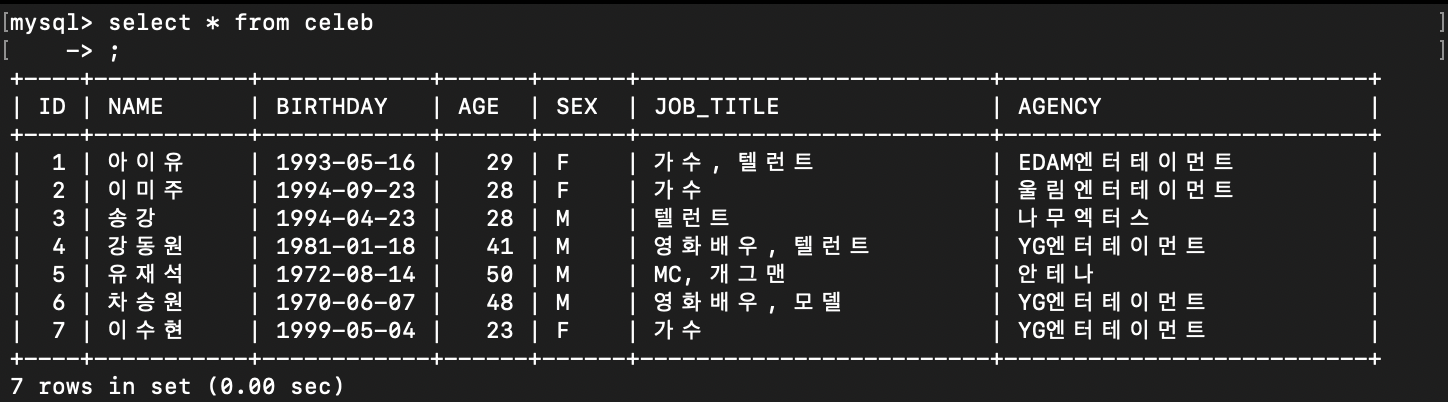 mysql> select * from celeb
    -> ;
+----+-----------+------------+------+------+-----------------------+------------------------+
| ID | NAME | BIRTHDAY | AGE | SEX | JOB_TITLE | AGENCY |
+----+-----------+------------+------+------+-----------------------+------------------------+
| 1 | 아이유 | 1993-05-16 | 29 | F | 가수, 텔런트 | EDAM엔터테이먼트 |
| 2 | 이미주 | 1994-09-23 | 28 | F | 가수 | 울림엔터테이먼트 |
| 3 | 송강 | 1994-04-23 | 28 | M | 텔런트 | 나무엑터스 |
| 4 | 강동원 | 1981-01-18 | 41 | M | 영화배우, 텔런트 | YG엔터테이먼트 |
| 5 | 유재석 | 1972-08-14 | 50 | M | MC, 개그맨 | 안테나 |
| 6 | 차승원 | 1970-06-07 | 48 | M | 영화배우, 모델 | YG엔터테이먼트 |
| 7 | 이수현 | 1999-05-04 | 23 | F | 가수 | YG엔터테이먼트 |
+----+-----------+------------+------+------+-----------------------+------------------------+
7 rows in set (0.00 sec)